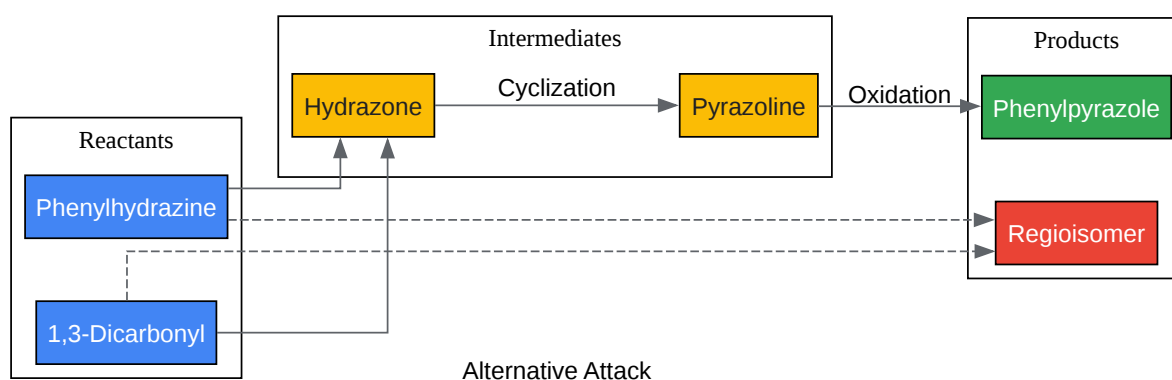 Intermediates
Products
Hydrazone
Cyclization
Pyrazoline
Oxidation
Phenylpyrazole
Reactants
Phenylhydrazine
Regioisomer
1,3-Dicarbonyl
Alternative Attack